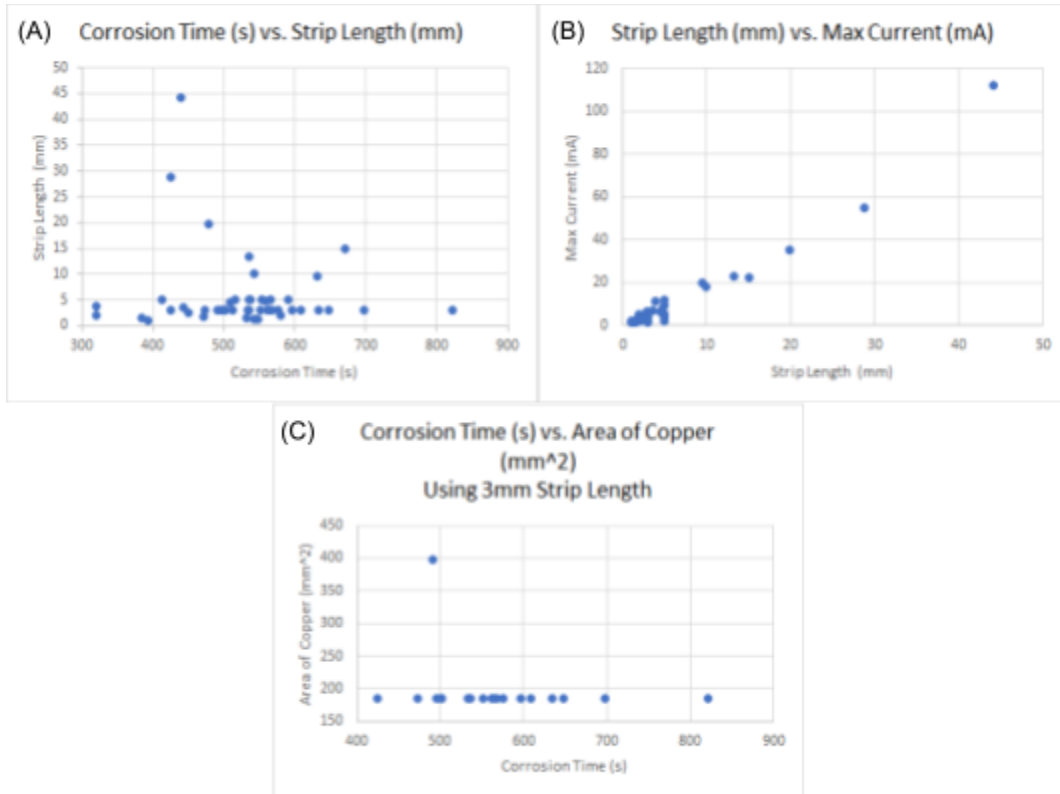 (A) Corrosion Time (s) vs. Strip Length (mm)
50
45
40
35
30
25
20
15
10
5
0
Strip Length (mm)
300 400 500 600 700 800 900
Corrosion Time (s)
(B) Strip Length (mm) vs. Max Current (mA)
120
100
80
60
40
20
0
Max Current (mA)
0 10 20 30 40 50
Strip Length (mm)
(C) Corrosion Time (s) vs. Area of Copper
(mm^2)
Using 3mm Strip Length
450
400
350
300
250
200
150
Area of Copper (mm^2)
400 500 600 700 800 900
Corrosion Time (s)